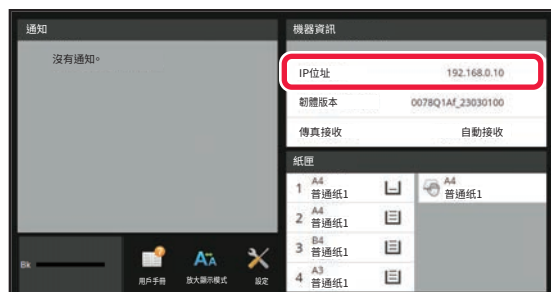 通知
沒有通知。
機器資訊
IP位址 192.168.0.10
韌體版本 0078Q1Af_23030100
傳真接收 自動接收
紙匣
1 A4 普通紙1
A4 普通紙1
2 A4 普通紙1
3 B4 普通紙1
4 A3 普通紙1
Bk
用戶手冊
放大顯示模式
設定